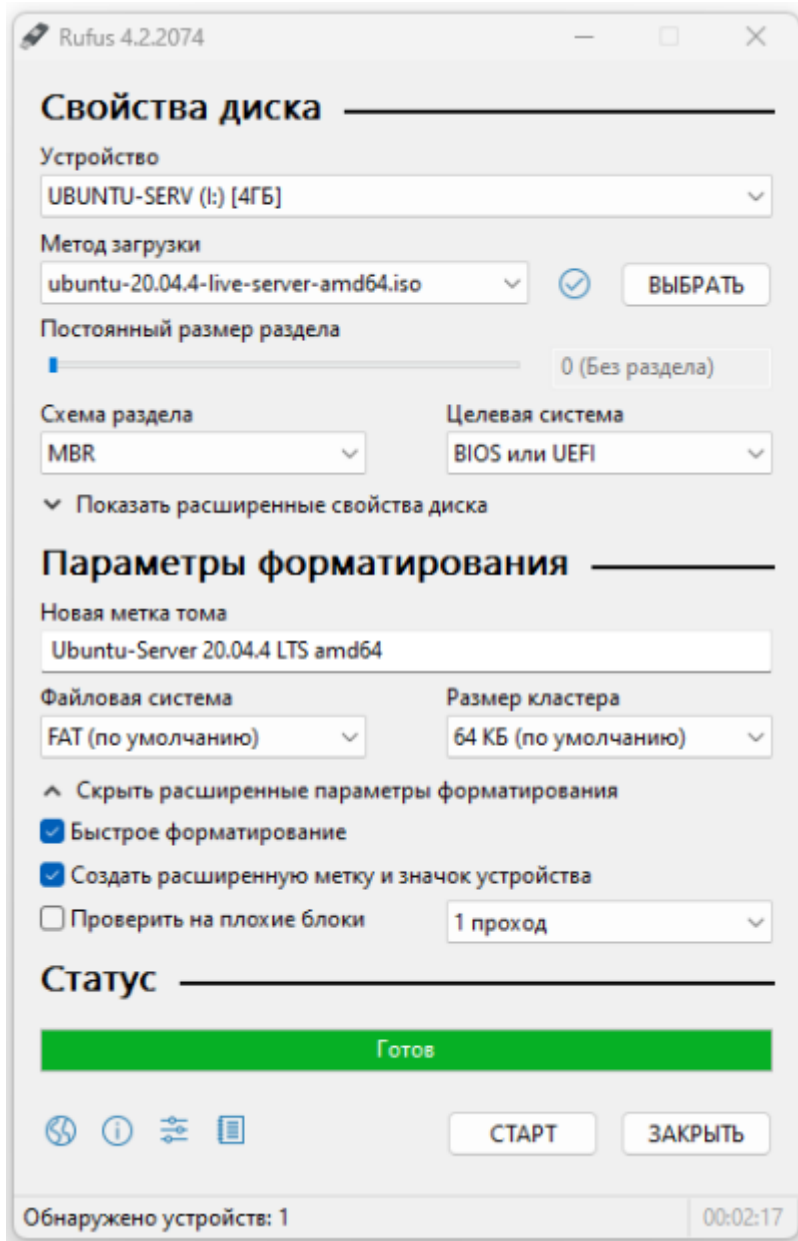 Rufus 4.2.2074
Свойства диска
Устройство
UBUNTU-SERV (I:) [4ГБ]
Метод загрузки
ubuntu-20.04.4-live-server-amd64.iso
ВЫБРАТЬ
Постоянный размер раздела
0 (Без раздела)
Схема раздела
Целевая система
MBR
BIOS или UEFI
Показать расширенные свойства диска
Параметры форматирования
Новая метка тома
Ubuntu-Server 20.04.4 LTS amd64
Файловая система
Размер кластера
FAT (по умолчанию)
64 КБ (по умолчанию)
Скрыть расширенные параметры форматирования
Быстрое форматирование
Создать расширенную метку и значок устройства
Проверить на плохие блоки
1 проход
Статус
Готов
СТАРТ
ЗАКРЫТЬ
Обнаружено устройств: 1
00:02:17